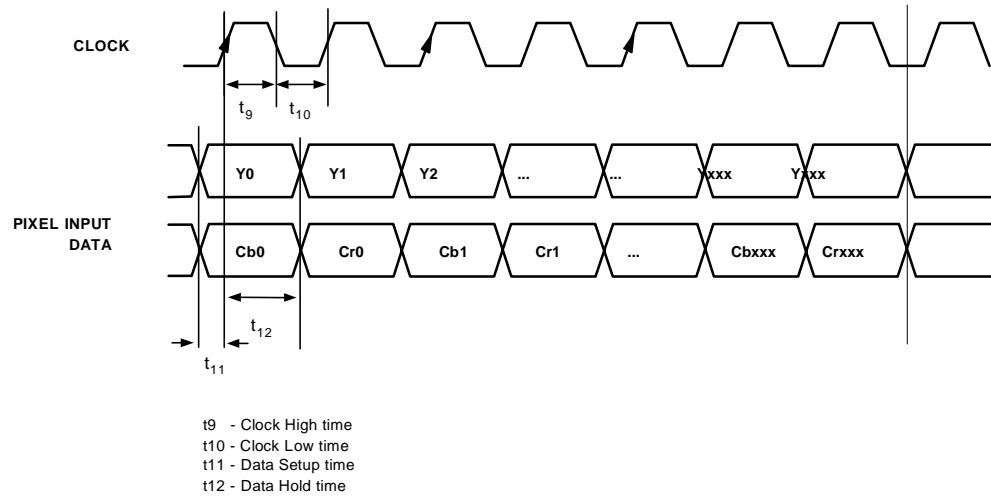 CLOCK
t9 t10
Y0 Y1 Y2 ... ... Yxxx Yxxx
PIXEL INPUT
DATA
Cb0 Cr0 Cb1 Cr1 ... Cbxxx Crxxx
t12
t11
t9 - Clock High time
t10 - Clock Low time
t11 - Data Setup time
t12 - Data Hold time